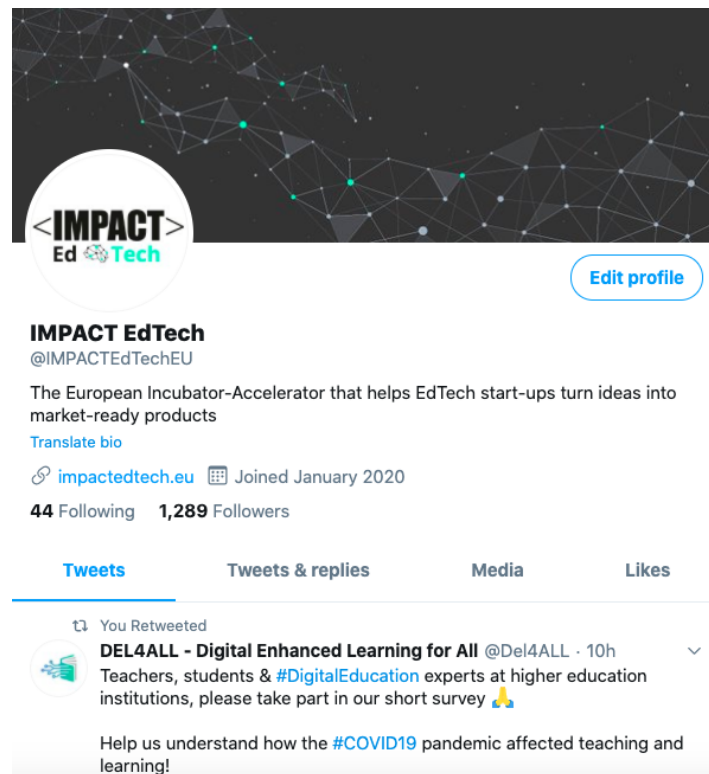 <IMPACT>
Ed Tech
Edit profile
IMPACT EdTech
@IMPACTEdTechEU
The European Incubator-Accelerator that helps EdTech start-ups turn ideas into
market-ready products
Translate bio
impactedtech.eu Joined January 2020
44 Following 1,289 Followers
Tweets Tweets & replies Media Likes
You Retweeted
DEL4ALL - Digital Enhanced Learning for All @Del4ALL · 10h
Teachers, students & #DigitalEducation experts at higher education
institutions, please take part in our short survey 🙏
Help us understand how the #COVID19 pandemic affected teaching and
learning!